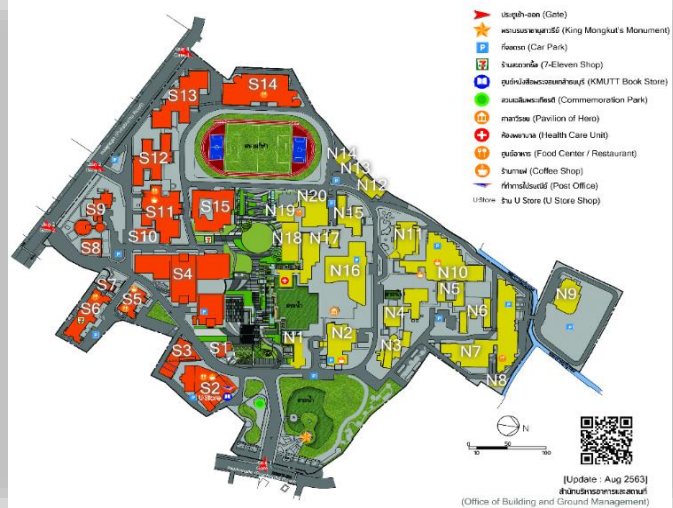 ประตูเข้า-ออก (Gate)
พระบรมราชานุสาวรีย์ (King Mongkut's Monument)
P ที่จอดรถ (Car Park)
7 ร้านสะดวกซื้อ (7-Eleven Shop)
ศูนย์หนังสือพระจอมเกล้าธนบุรี (KMUTT Book Store)
สวนเฉลิมพระเกียรติ (Commemoration Park)
ศาลาวีรชน (Pavilion of Hero)
ห้องพยาบาล (Health Care Unit)
ศูนย์อาหาร (Food Center / Restaurant)
ร้านกาแฟ (Coffee Shop)
ที่ทำการไปรษณีย์ (Post Office)
U Store ร้าน U Store (U Store Shop)
S14
S13
S12
N14
N13
N12
S9
S11
S15
N20
N19
N15
S10
S8
N18
N17
N11
S4
N16
N10
S7
N5
N9
S6
S5
N4
N6
S3
S1
N1
N2
N3
N7
S2
U Store
N8
N
0
50
100
[Update : Aug 2563]
สำนักบริหารอาคารและสถานที่
(Office of Building and Ground Management)